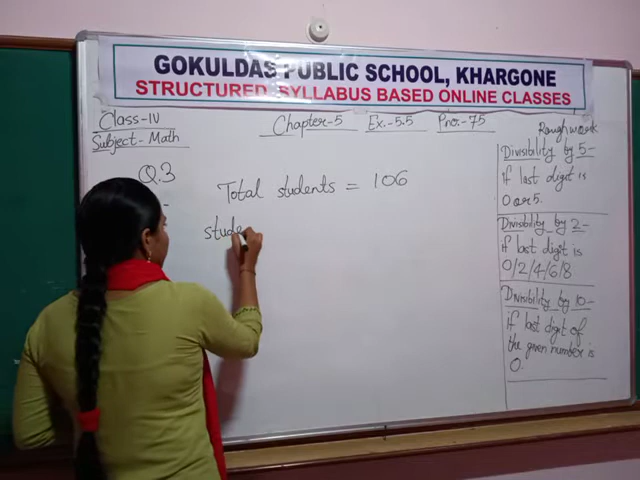 GOKULDAS PUBLIC SCHOOL, KHARGONE
STRUCTURED SYLLABUS BASED ONLINE CLASSES
Class-IV
Subject-Math
Chapter-5 Ex.-5.5 Pno.-75
Rough work
Q.3
Total students = 106
stude
Divisibility by 5-
if last digit is
0 or 5.
Divisibility by 2-
if last digit is
0/2/4/6/8
Divisibility by 10-
if last digit of
the given number is
0.